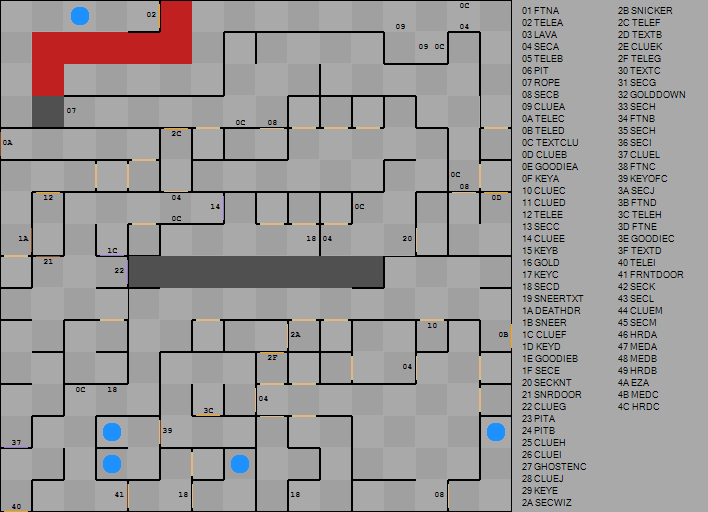 02
0C
09
04
09 0C
07
0C 08
2C
0A
0C
08
12
04
14
0C
0C
0D
1A
1C
18 04
20
21
22
10
2A
0B
2F
04
0C 18
3C
04
39
37
41
18
18
08
40
01 FTNA
02 TELEA
03 LAVA
04 SECA
05 TELEB
06 PIT
07 ROPE
08 SECB
09 CLUEA
0A TELEC
0B TELED
0C TEXTCLU
0D CLUEB
0E GOODIEA
0F KEYA
10 CLUEC
11 CLUED
12 TELEE
13 SECC
14 CLUEE
15 KEYB
16 GOLD
17 KEYC
18 SECD
19 SNEERTXT
1A DEATHDR
1B SNEER
1C CLUEF
1D KEYD
1E GOODIEB
1F SECE
20 SECKNT
21 SNRDOOR
22 CLUEG
23 PITA
24 PITB
25 CLUEH
26 CLUEI
27 GHOSTENC
28 CLUEJ
29 KEYE
2A SECWIZ
2B SNICKER
2C TELEF
2D TEXTB
2E CLUEK
2F TELEG
30 TEXTC
31 SECG
32 GOLDDOWN
33 SECH
34 FTNB
35 SECH
36 SECI
37 CLUEL
38 FTNC
39 KEYOFC
3A SECJ
3B FTND
3C TELEH
3D FTNE
3E GOODIEC
3F TEXTD
40 TELEI
41 FRNTDOOR
42 SECK
43 SECL
44 CLUEM
45 SECM
46 HRDA
47 MEDA
48 MEDB
49 HRDB
4A EZA
4B MEDC
4C HRDC